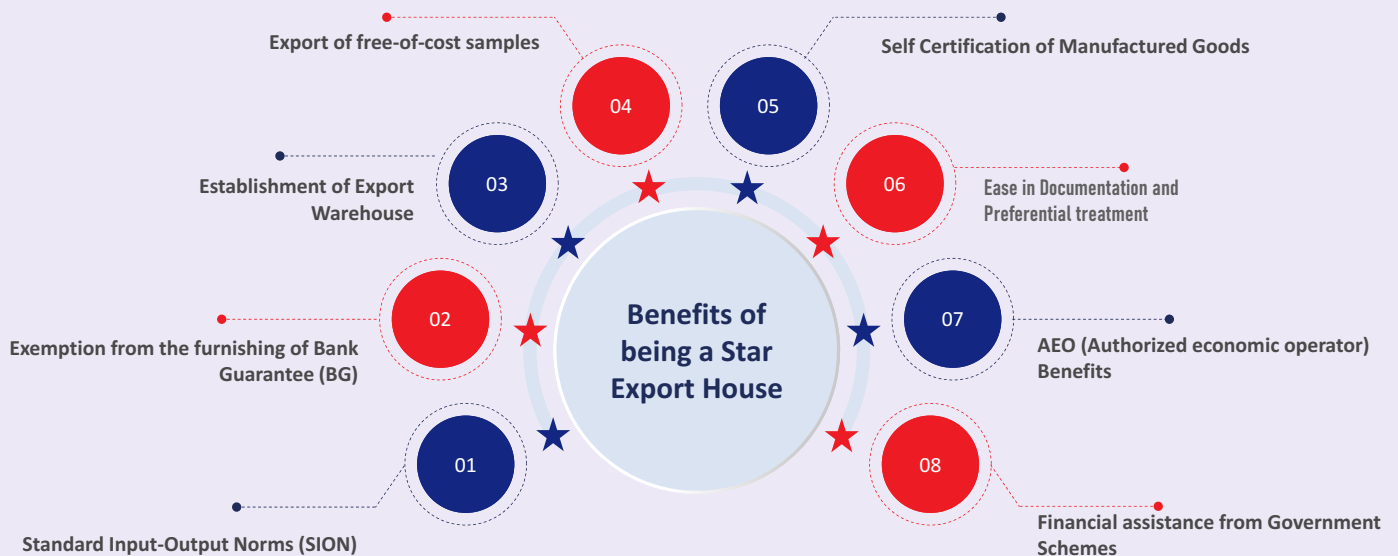 Benefits of
being a Star
Export House
01
Standard Input-Output Norms (SION)
02
Exemption from the furnishing of Bank
Guarantee (BG)
03
Establishment of Export
Warehouse
04
Export of free-of-cost samples
05
Self Certification of Manufactured Goods
06
Ease in Documentation and
Preferential treatment
07
AEO (Authorized economic operator)
Benefits
08
Financial assistance from Government
Schemes